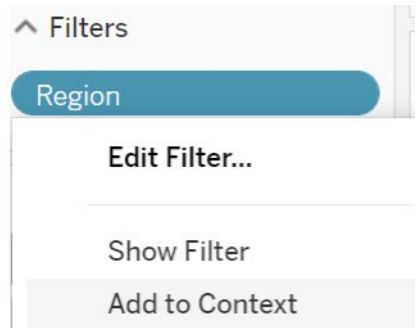 Filters
Region
Edit Filter...
Show Filter
Add to Context